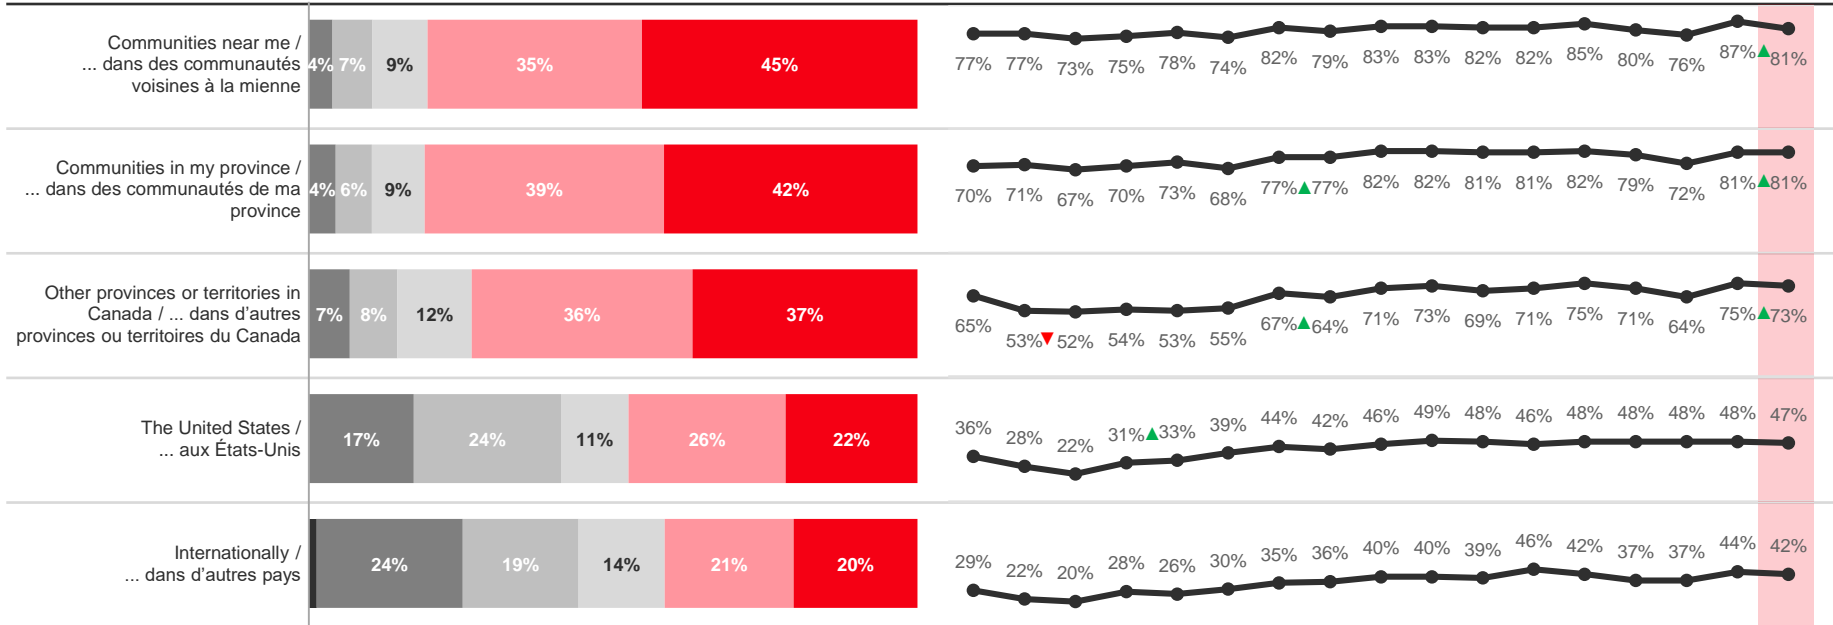 Communities near me /
... dans des communautés
voisines à la mienne
4% 7% 9% 35% 45%
77% 77% 73% 75% 78% 74% 82% 79% 83% 83% 82% 82% 85% 80% 76% 87% ▲81%
Communities in my province /
... dans des communautés de ma
province
4% 6% 9% 39% 42%
70% 71% 67% 70% 73% 68% 77%▲77% 82% 82% 81% 81% 82% 79% 72% 81%▲81%
Other provinces or territories in
Canada / ... dans d'autres
provinces ou territoires du Canada
7% 8% 12% 36% 37%
65% 53%▼52% 54% 53% 55% 67%▲64% 71% 73% 69% 71% 75% 71% 64% 75%▲73%
The United States /
... aux États-Unis
17% 24% 11% 26% 22%
36% 28% 22% 31%▲33% 39% 44% 42% 46% 49% 48% 46% 48% 48% 48% 48% 47%
Internationally /
... dans d'autres pays
24% 19% 14% 21% 20%
29% 22% 20% 28% 26% 30% 35% 36% 40% 40% 39% 46% 42% 37% 37% 44% 42%